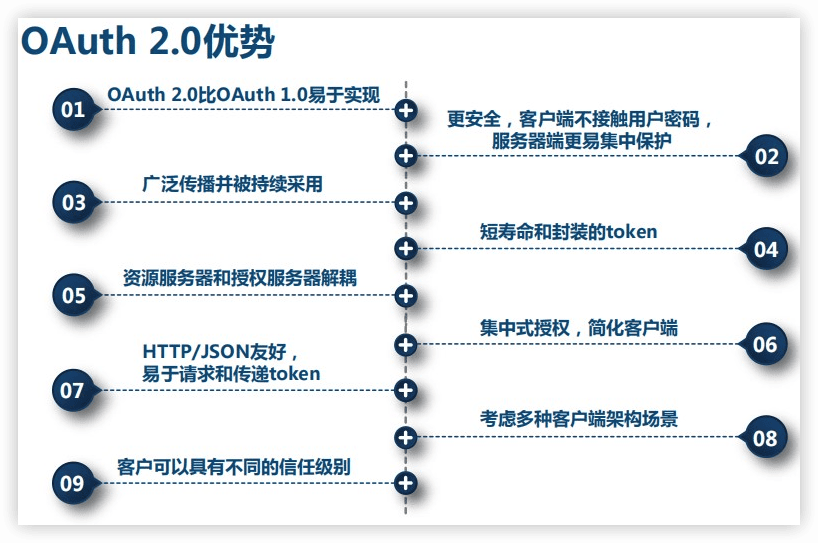 OAuth 2.0优势
01
OAuth 2.0比OAuth 1.0易于实现
更安全，客户端不接触用户密码，
服务器端更易集中保护
02
03
广泛传播并被持续采用
短寿命和封装的token
04
05
资源服务器和授权服务器解耦
集中式授权，简化客户端
06
HTTP/JSON友好，
易于请求和传递token
07
考虑多种客户端架构场景
08
09
客户可以具有不同的信任级别